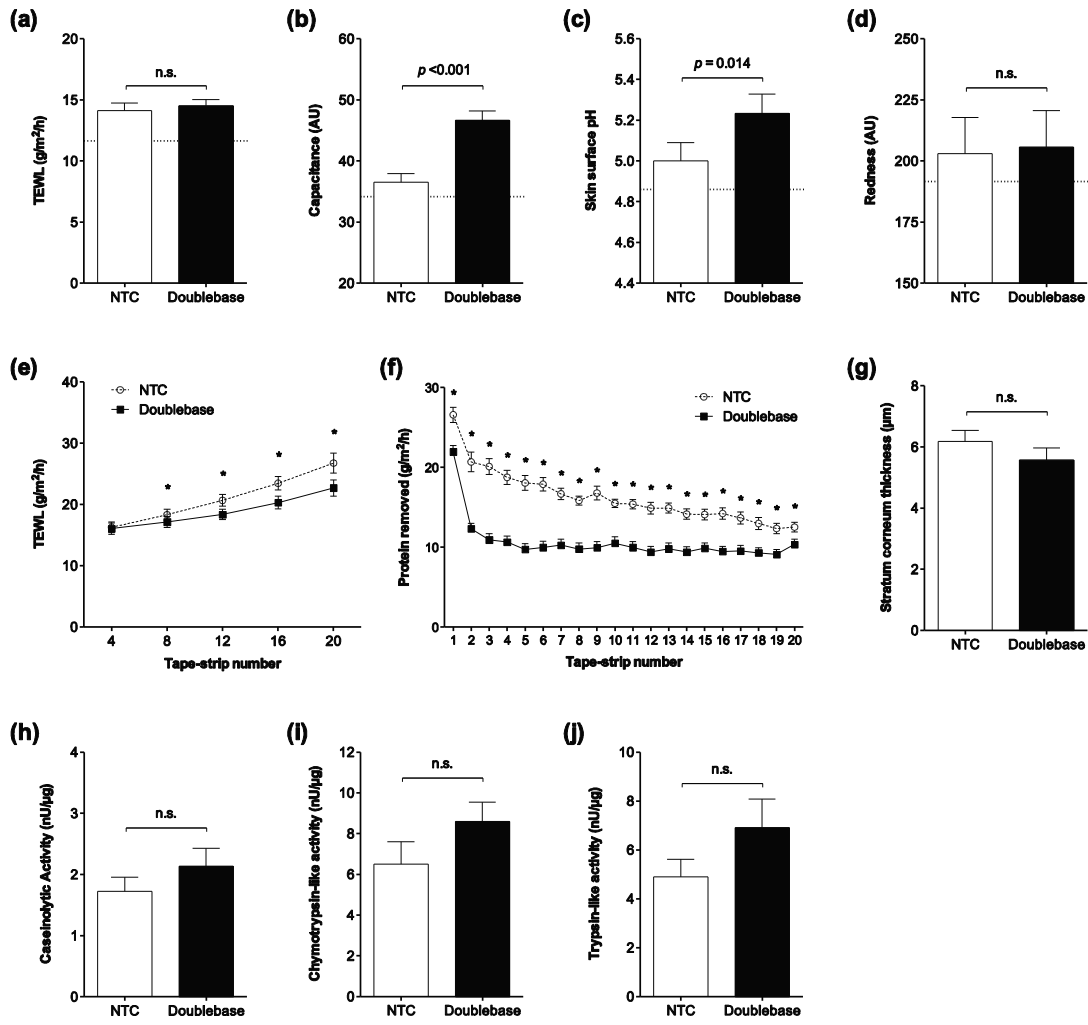 (a)
TEWL (g/m²/h)
20
15
10
5
0
n.s.
NTC
Doublebase
(b)
Capacitance (AU)
60
50
40
30
20
p <0.001
NTC
Doublebase
(c)
Skin surface pH
5.6
5.4
5.2
5.0
4.8
4.6
4.4
p = 0.014
NTC
Doublebase
(d)
Redness (AU)
250
225
200
175
150
n.s.
NTC
Doublebase
(e)
TEWL (g/m²/h)
40
30
20
10
0
NTC
Doublebase
* * * *
4 8 12 16 20
Tape-strip number
(f)
Protein removed (g/m²/h)
30
20
10
0
NTC
Doublebase
* * * * * * * * * * * * * * * * * * * *
1 2 3 4 5 6 7 8 9 10 11 12 13 14 15 16 17 18 19 20
Tape-strip number
(g)
Stratum corneum thickness (µm)
8
6
4
2
0
n.s.
NTC
Doublebase
(h)
Caseinolytic Activity (nU/µg)
4
3
2
1
0
n.s.
NTC
Doublebase
(i)
Chymotrypsin-like activity (nU/µg)
12
10
8
6
4
2
0
n.s.
NTC
Doublebase
(j)
Trypsin-like activity (nU/µg)
10
8
6
4
2
0
n.s.
NTC
Doublebase